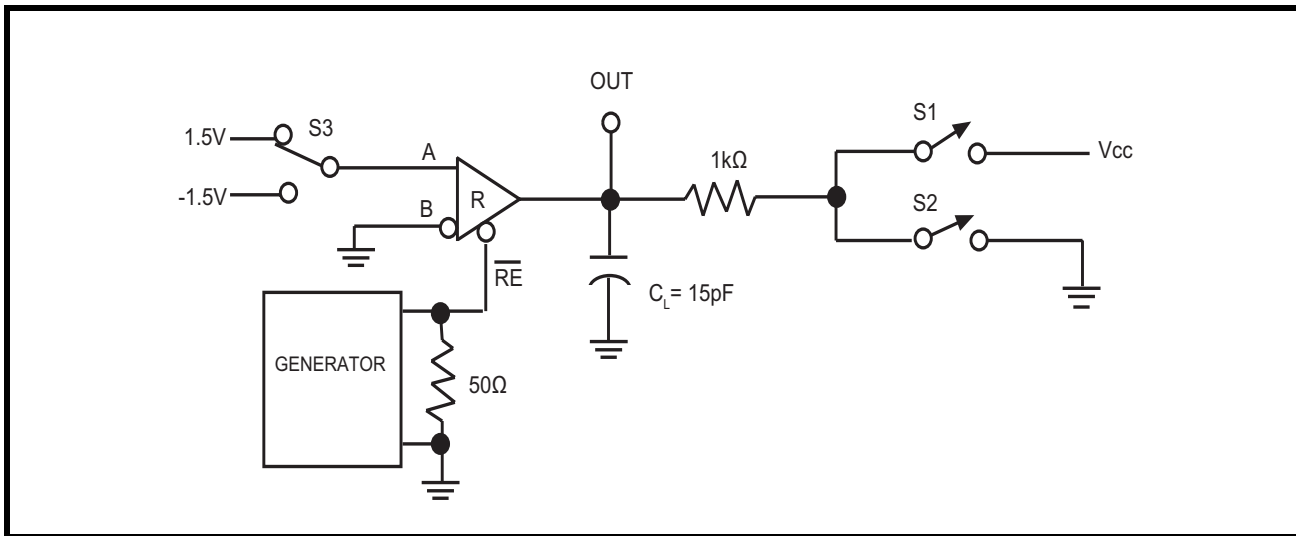 OUT
S1
1.5V
S3
Vcc
A
1kΩ
-1.5V
R
S2
B
RE
C_L= 15pF
GENERATOR
50Ω